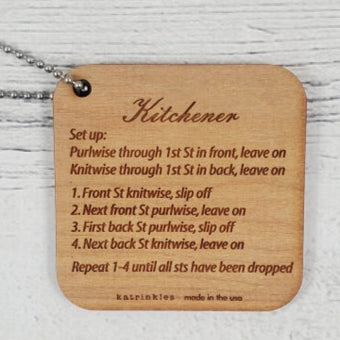 Kitchener
Set up:
Purlwise through 1st St in front, leave on
Knitwise through 1st St in back, leave on
1. Front St knitwise, slip off
2. Next front St purlwise, leave on
3. First back St purlwise, slip off
4. Next back St knitwise, leave on
Repeat 1-4 until all sts have been dropped
katrinkles made in the usa